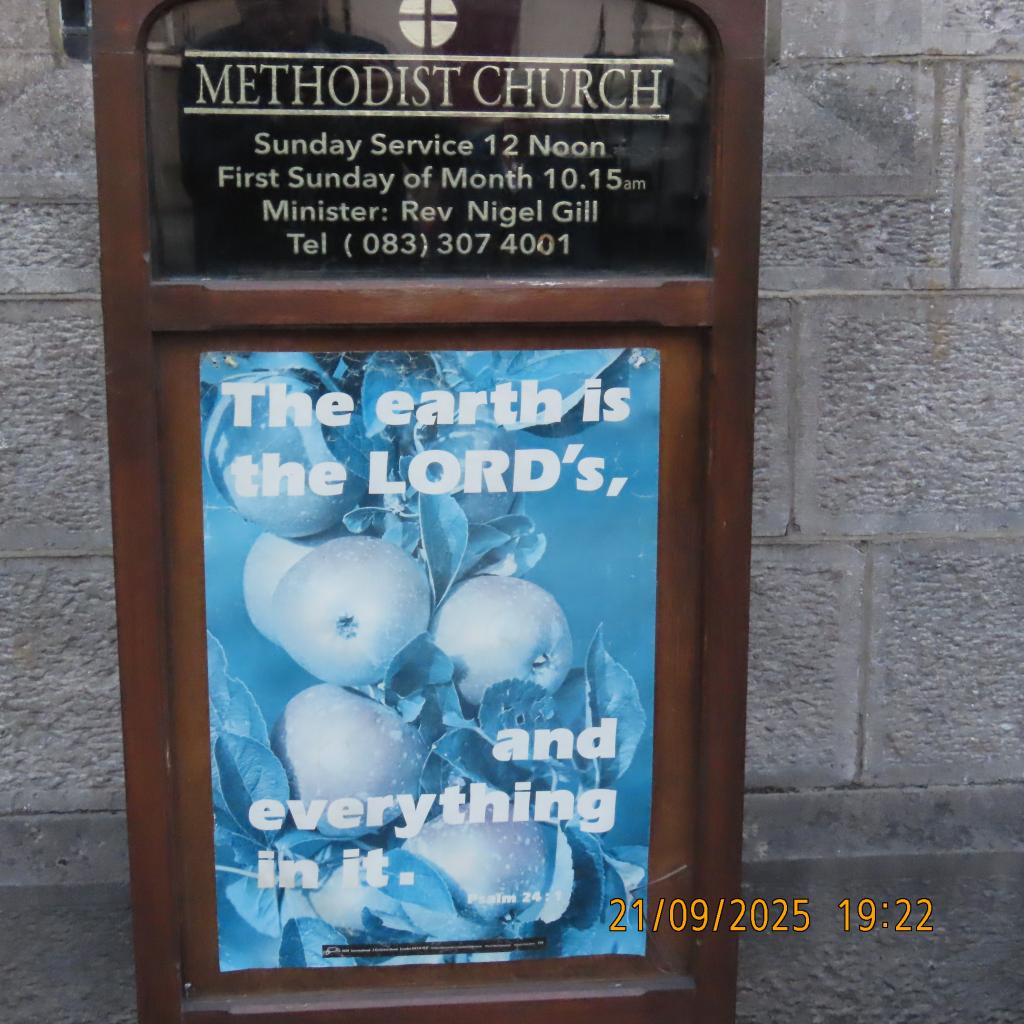 METHODIST CHURCH
Sunday Service 12 Noon
First Sunday of Month 10.15am
Minister: Rev Nigel Gill
Tel ( 083) 307 4001
The earth is
the LORD's,
and
everything
in it.
Psalm 24 : 1
21/09/2025 19:22